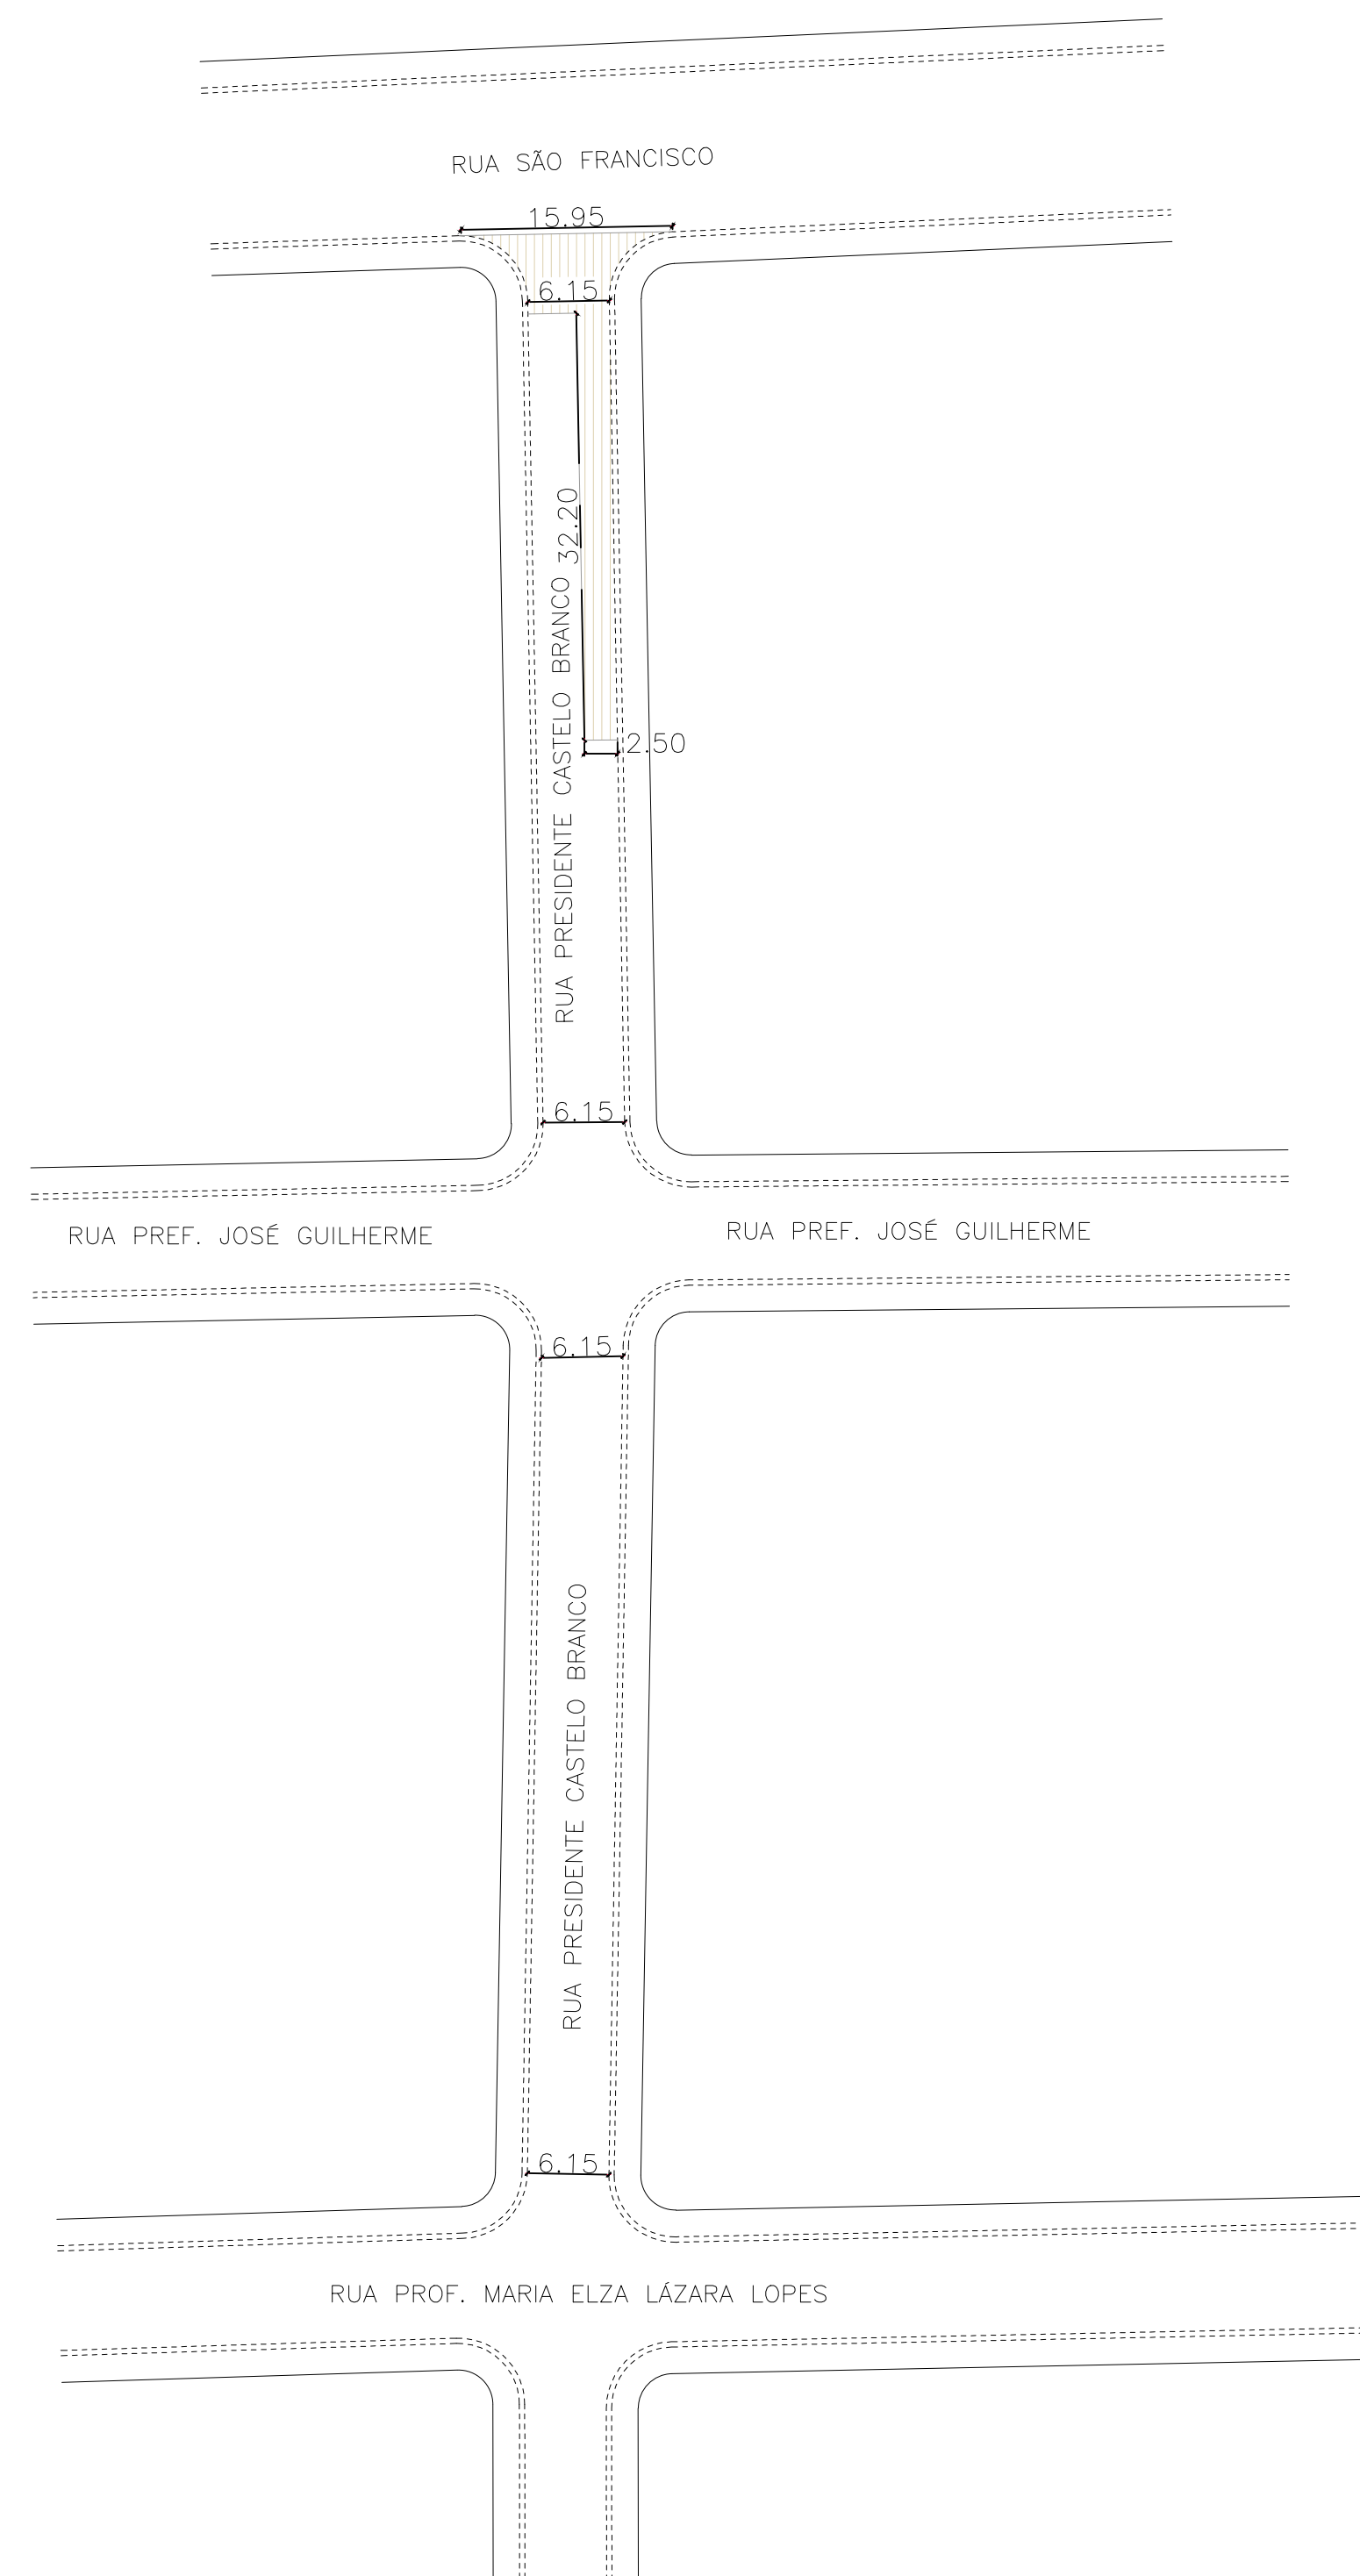 RUA SÃO FRANCISCO
15.95
6.15
32.20
RUA PRESIDENTE CASTELO BRANCO
2.50
6.15
RUA PREF. JOSÉ GUILHERME
RUA PREF. JOSÉ GUILHERME
6.15
RUA PRESIDENTE CASTELO BRANCO
6.15
RUA PROF. MARIA ELZA LÁZARA LOPES